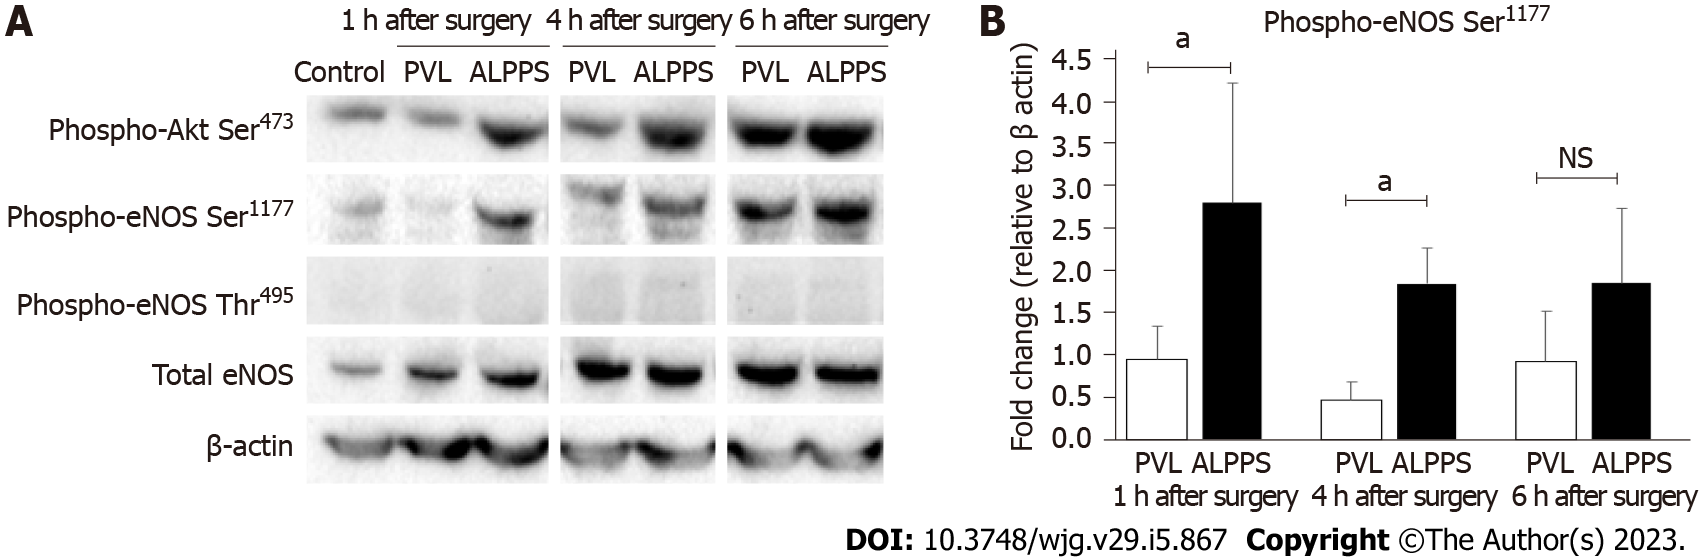 A
1 h after surgery 4 h after surgery 6 h after surgery
Control PVL ALPPS PVL ALPPS PVL ALPPS
Phospho-Akt Ser473
Phospho-eNOS Ser1177
Phospho-eNOS Thr495
Total eNOS
β-actin
B
Phospho-eNOS Ser1177
Fold change (relative to β actin)
4.5
4.0
3.5
3.0
2.5
2.0
1.5
1.0
0.5
0.0
a
a
NS
PVL ALPPS PVL ALPPS PVL ALPPS
1 h after surgery 4 h after surgery 6 h after surgery
DOI: 10.3748/wjg.v29.i5.867 Copyright ©The Author(s) 2023.